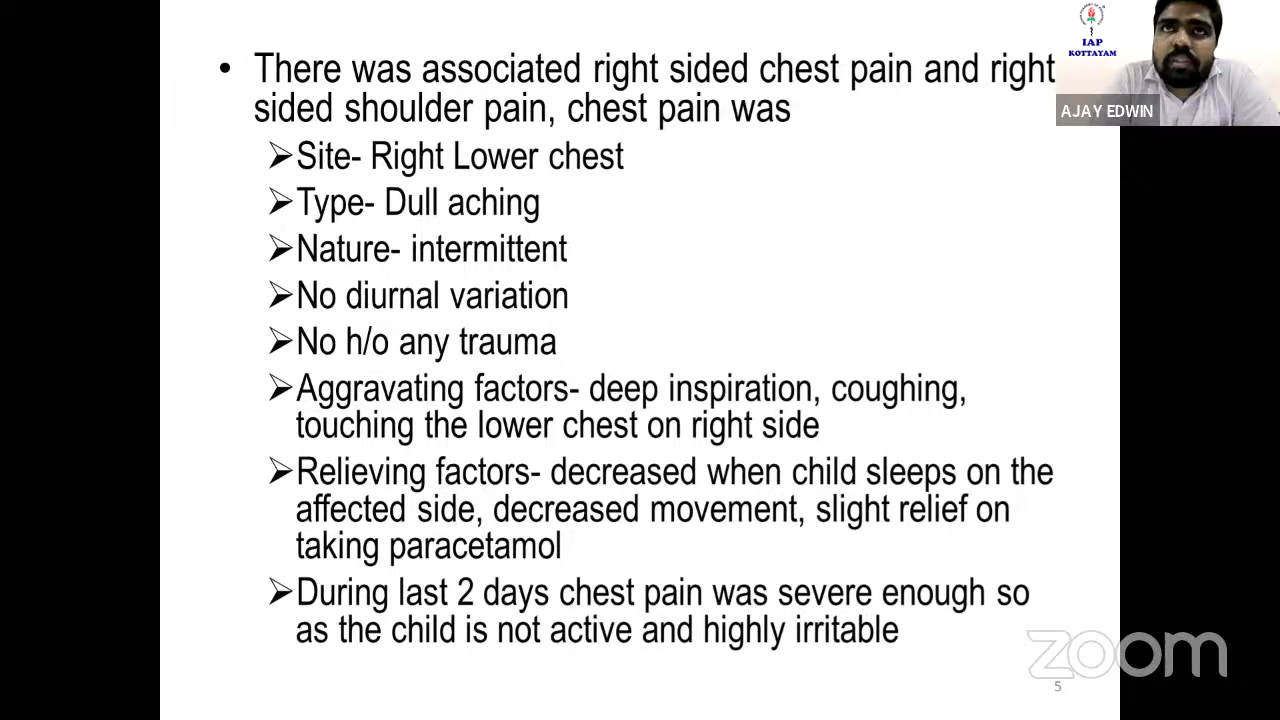 • There was associated right sided chest pain and right
sided shoulder pain, chest pain was
➢Site- Right Lower chest
➢Type- Dull aching
➢Nature- intermittent
➢No diurnal variation
➢No h/o any trauma
➢Aggravating factors- deep inspiration, coughing,
touching the lower chest on right side
➢Relieving factors- decreased when child sleeps on the
affected side, decreased movement, slight relief on
taking paracetamol
➢During last 2 days chest pain was severe enough so
as the child is not active and highly irritable
IAP
KOTTAYAM
AJAY EDWIN
zoom
5